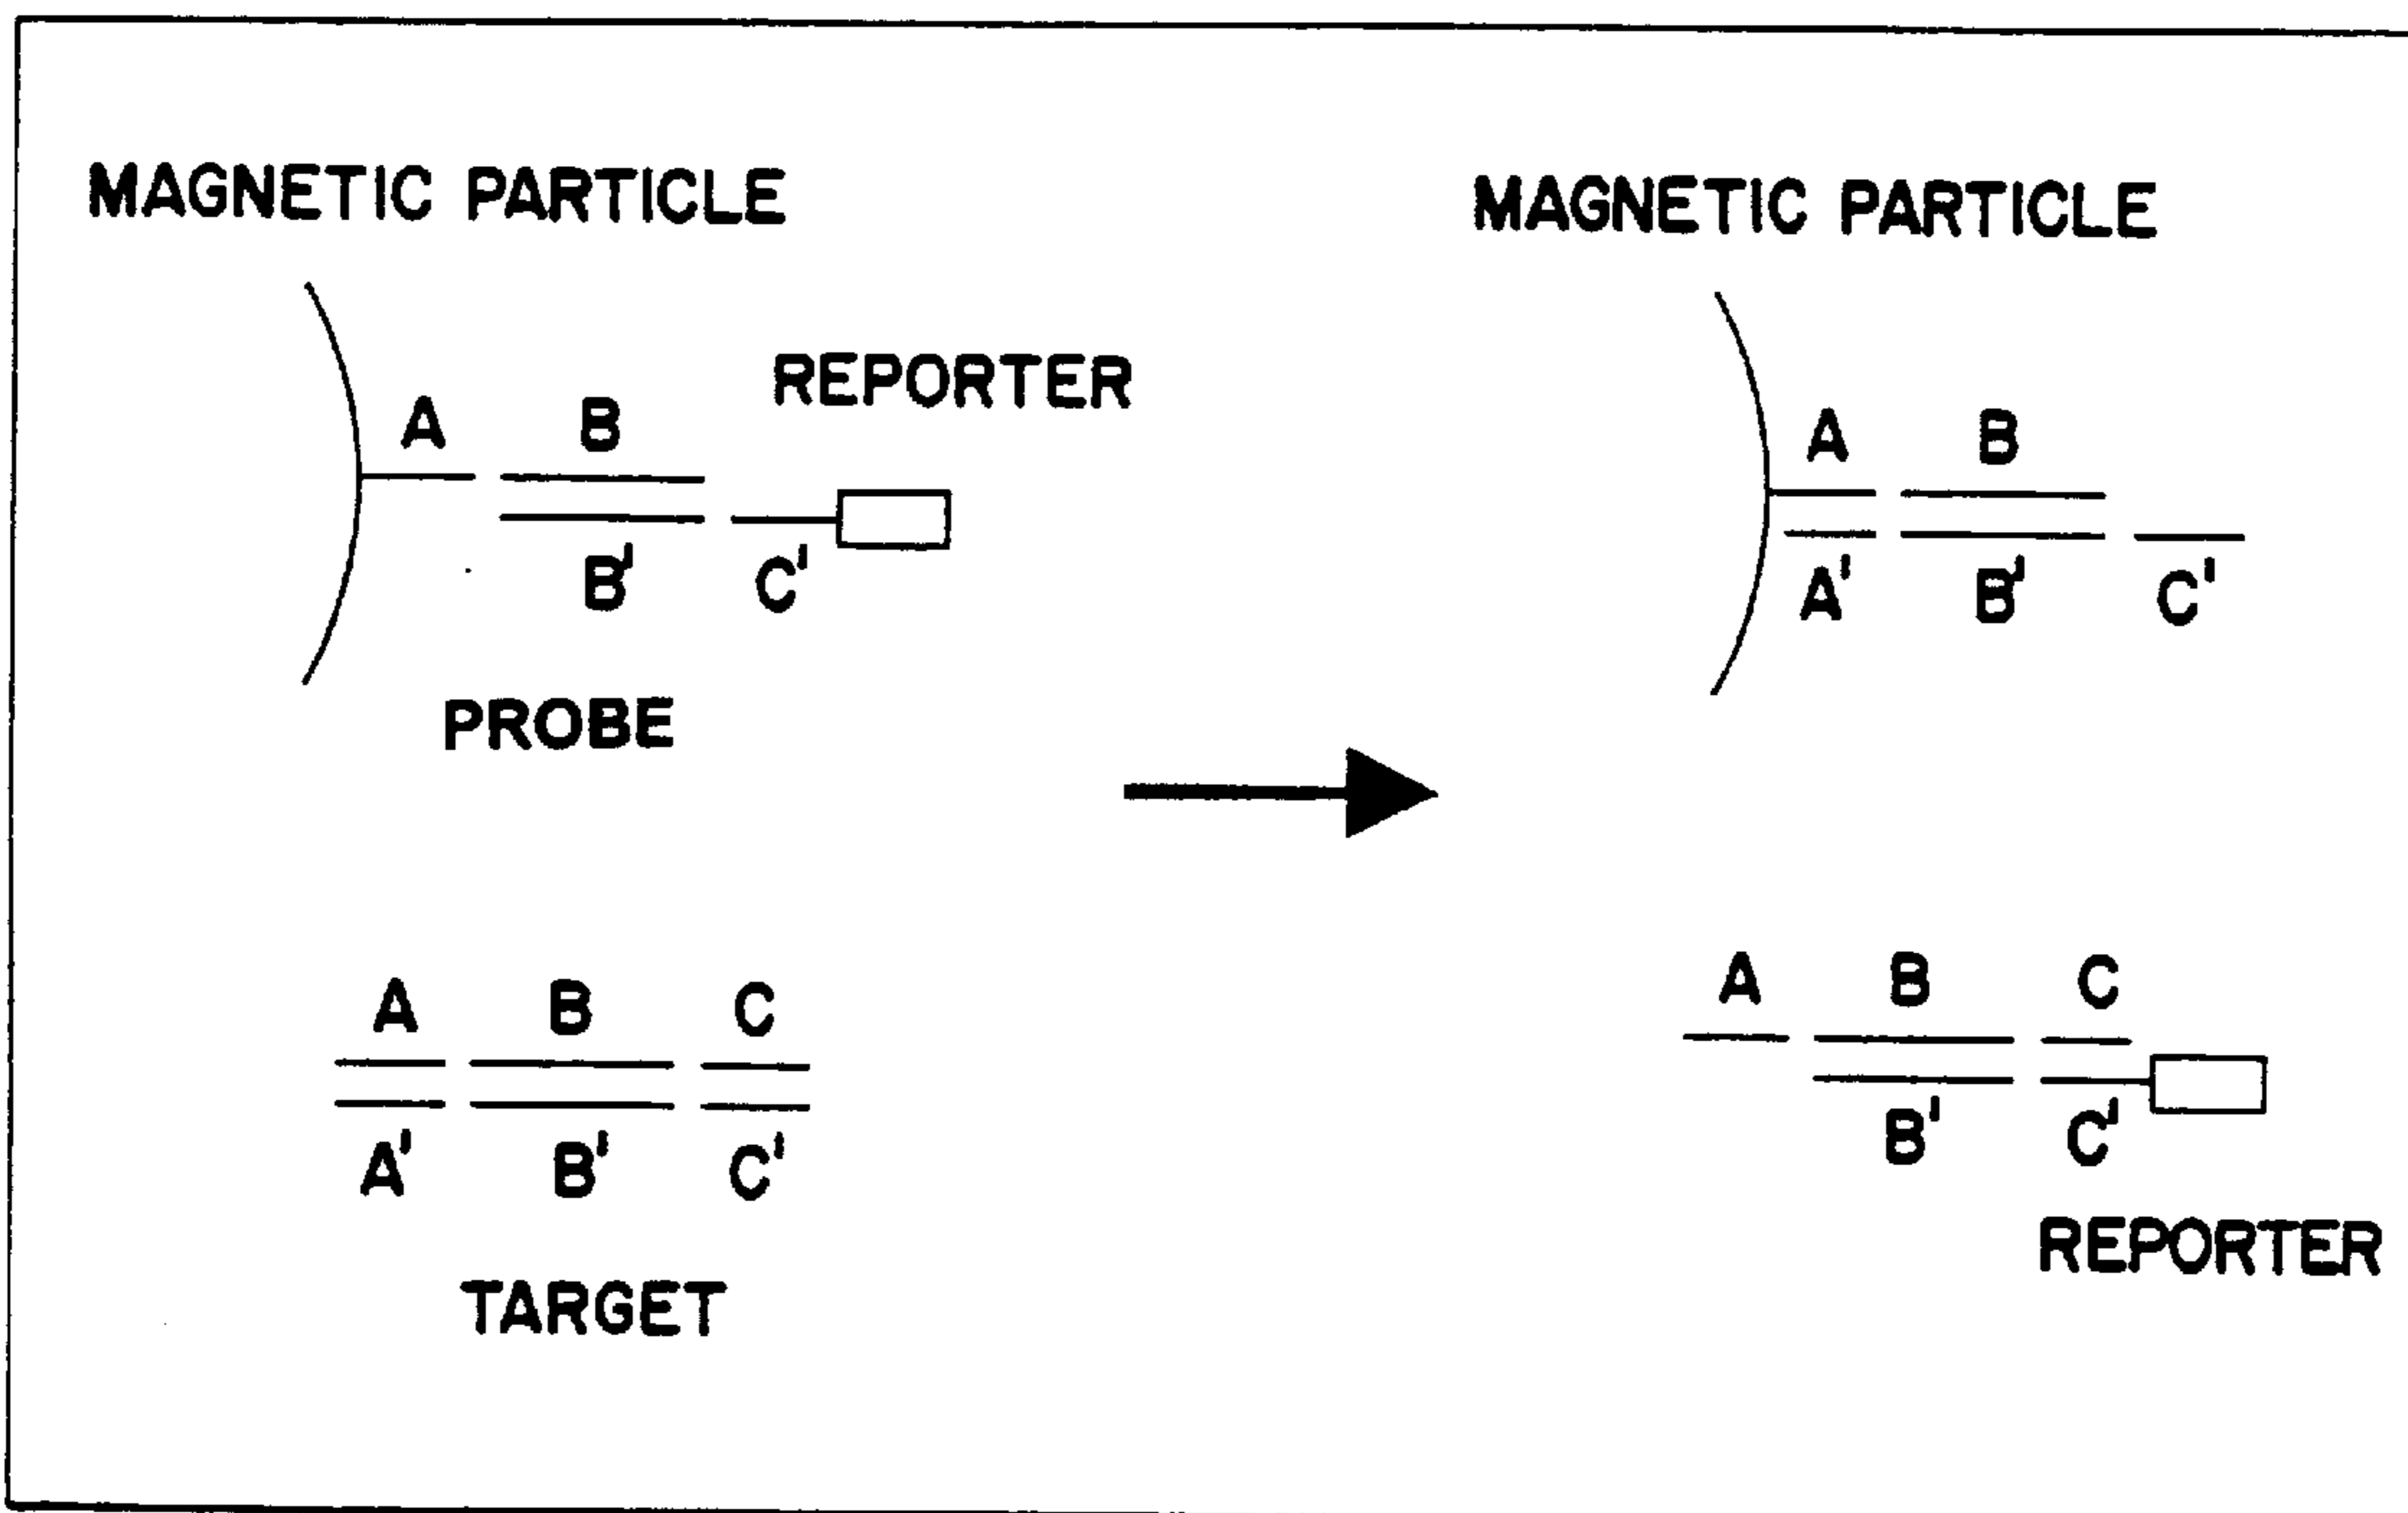 MAGNETIC PARTICLE
REPORTER
A B
B' C'
PROBE
A B C
A' B' C'
TARGET
MAGNETIC PARTICLE
A B
A' B' C'
A B C
B' C'
REPORTER